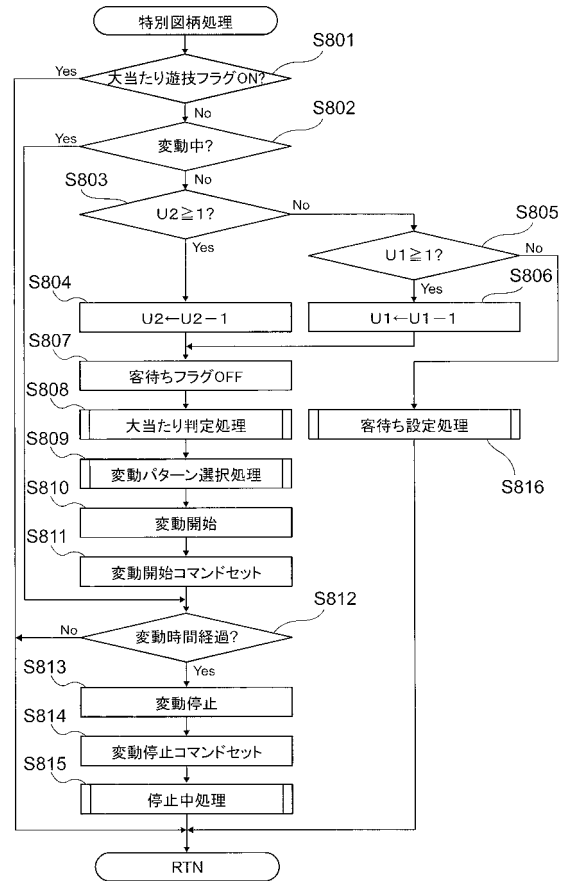 特別図柄処理
S801
Yes
大当たり遊技フラグON?
No
S802
Yes
変動中?
S803
No
U2≧1?
No
S805
Yes
U1≧1?
No
S804
Yes
S806
U2←U2-1
U1←U1-1
S807
客待ちフラグOFF
S808
大当たり判定処理
客待ち設定処理
S809
変動パターン選択処理
S816
S810
変動開始
S811
変動開始コマンドセット
S812
No
変動時間経過?
S813
Yes
変動停止
S814
変動停止コマンドセット
S815
停止中処理
RTN